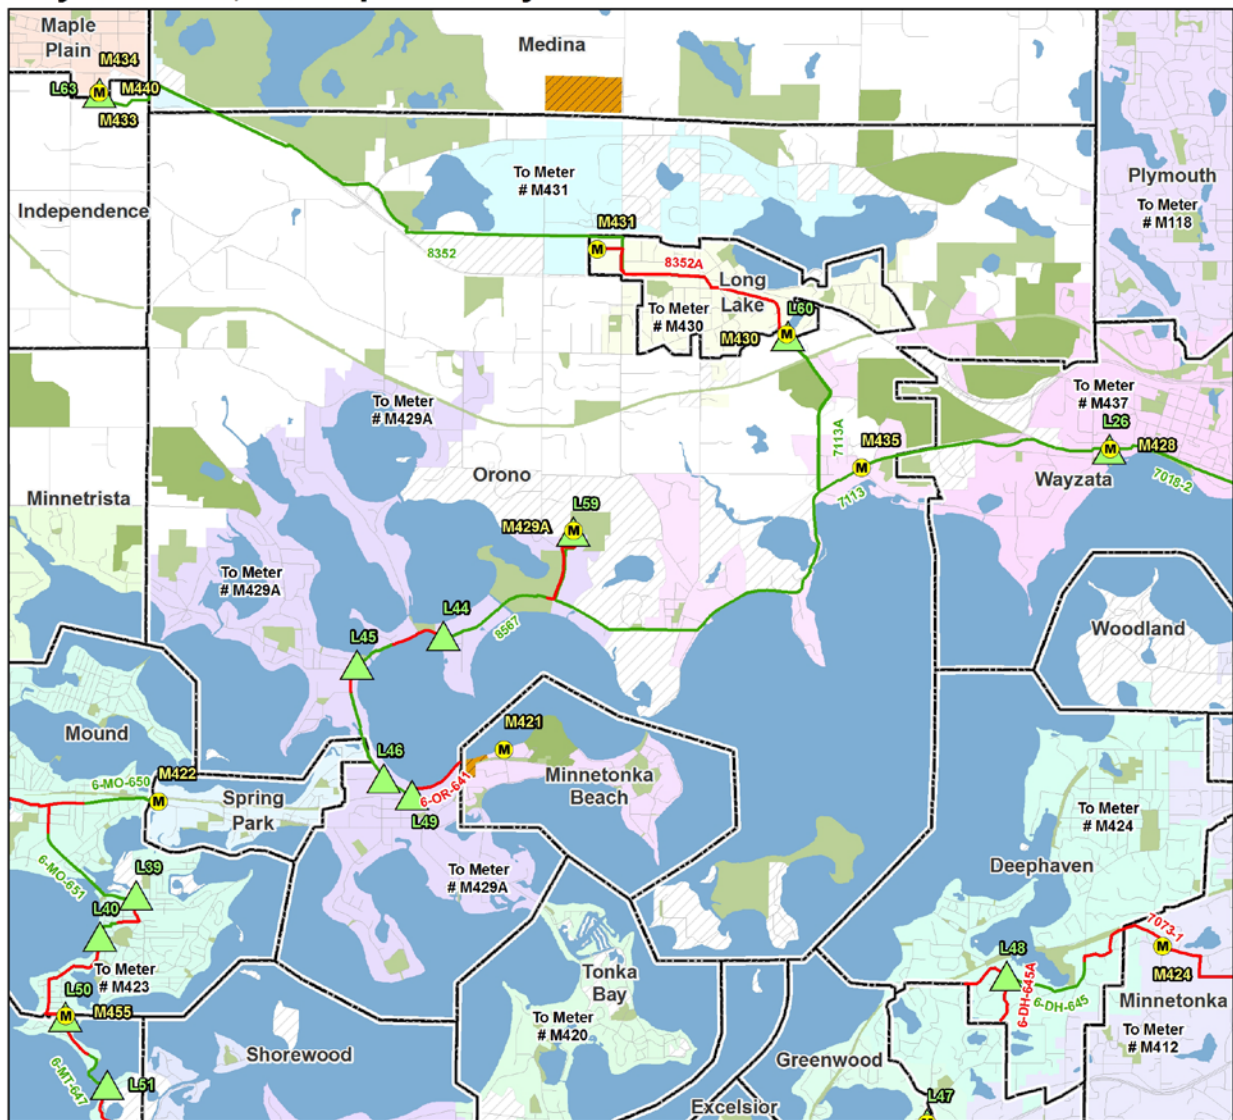 Maple
Plain
M434
Medina
L63
M440
M433
Plymouth
To Meter
# M431
To Meter
# M118
Independence
M431
8352
8352A
Long
Lake
To Meter
# M430
L60
M430
To Meter
# M437
To Meter
# M429A
L26
7113A
M435
M428
Orono
Wayzata
7018-2
7113
Minnetrista
L59
M429A
To Meter
# M429A
L44
8567
L45
Woodland
Mound
M421
L46
M422
6-MO-650
Minnetonka
Beach
6-OR-641
Spring
Park
L49
To Meter
# M424
6-MO-651
L39
To Meter
# M429A
Deephaven
L40
7073-1
L48
M424
To Meter
# M423
Tonka
Bay
6-DH-645A
6-DH-645
L50
M455
Minnetonka
To Meter
# M420
To Meter
# M412
Shorewood
Greenwood
6-MT-647
L51
L47
Excelsior